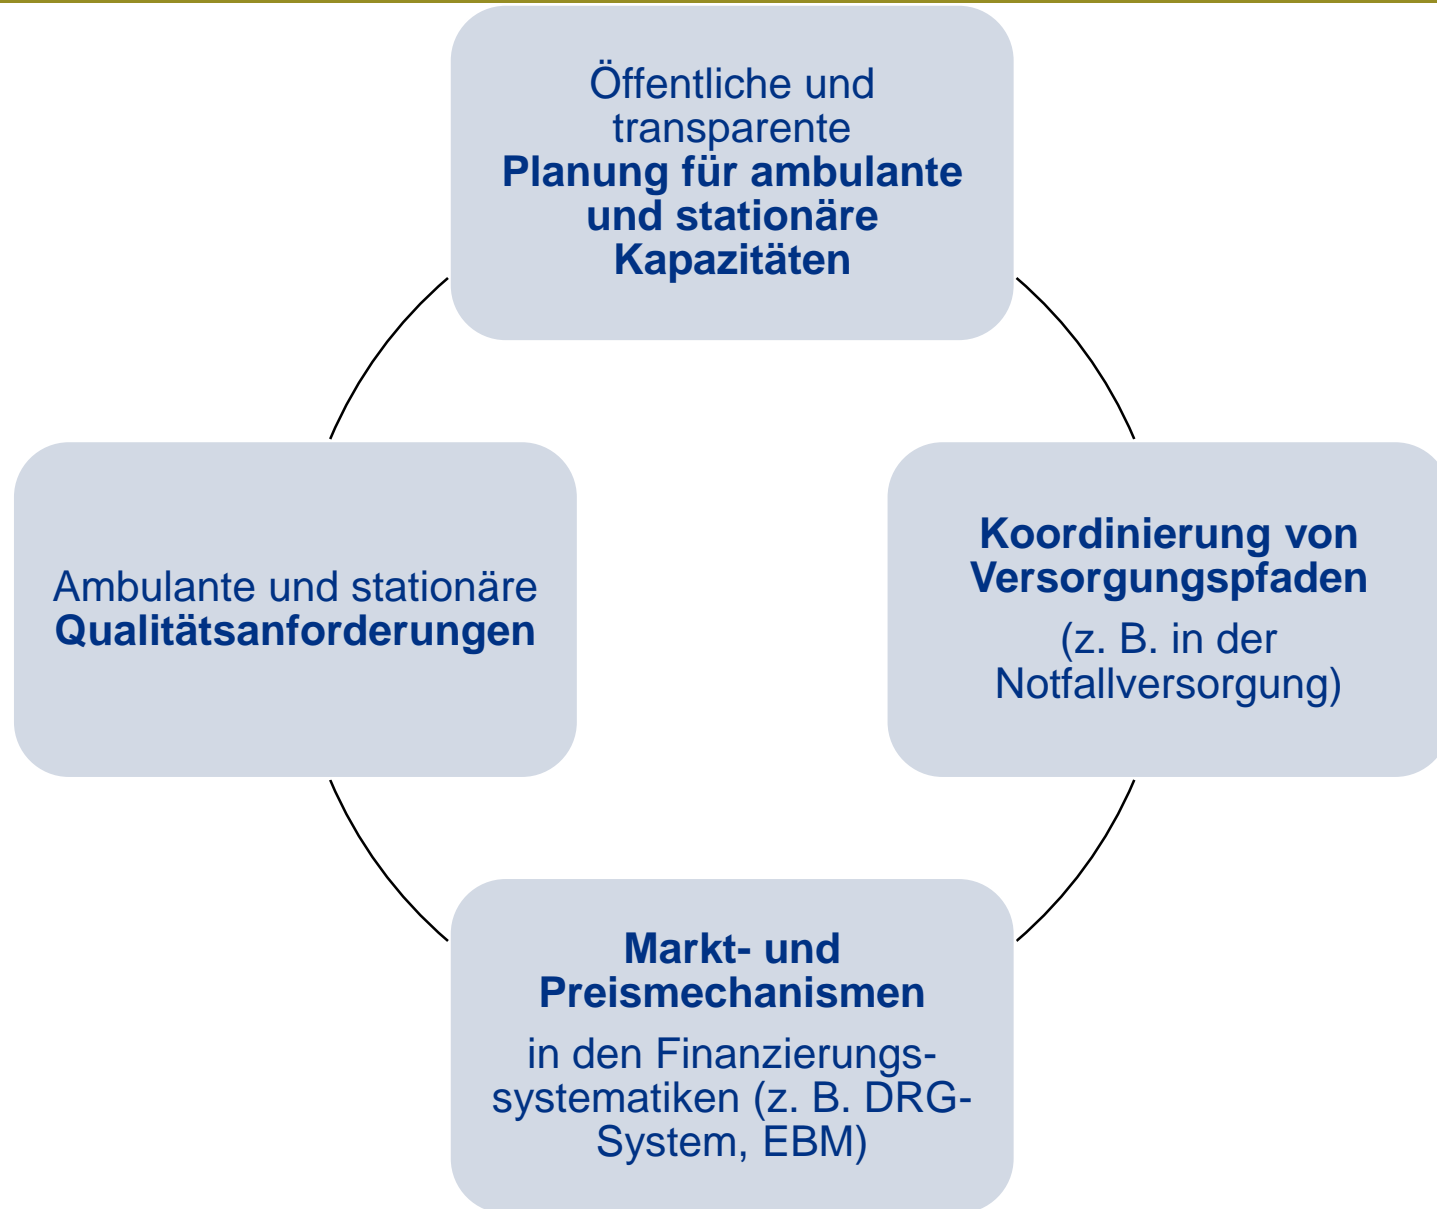 Öffentliche und
transparente
Planung für ambulante
und stationäre
Kapazitäten
Ambulante und stationäre
Qualitätsanforderungen
Koordinierung von
Versorgungspfaden
(z. B. in der
Notfallversorgung)
Markt- und
Preismechanismen
in den Finanzierungs-
systematiken (z. B. DRG-
System, EBM)